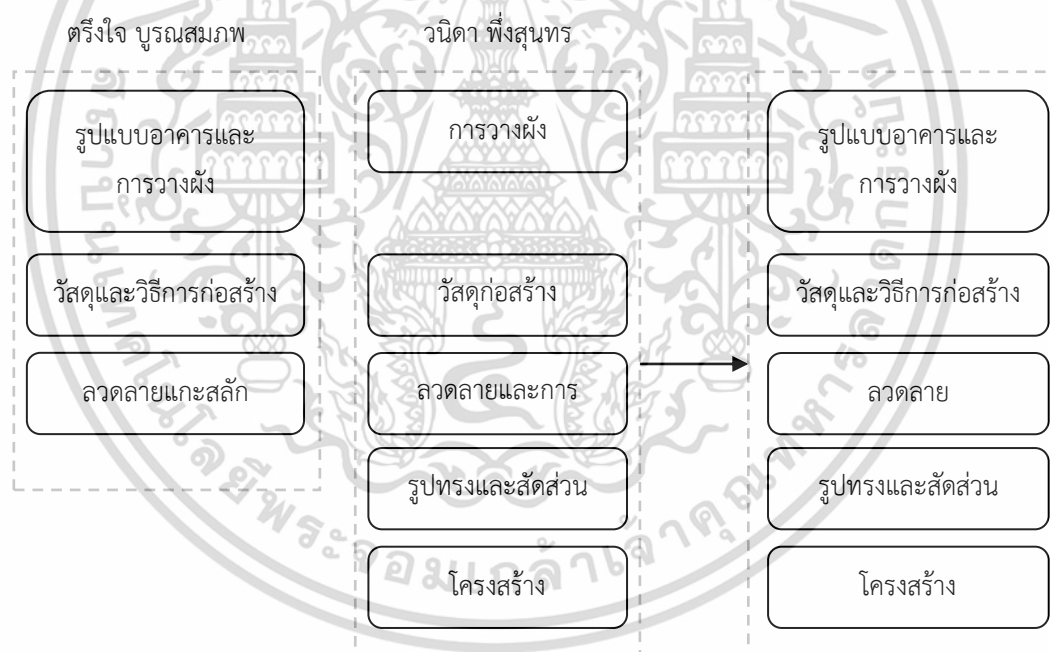 ตรึงใจ บูรณสมภพ
รูปแบบอาคารและ
การวางผัง
วัสดุและวิธีการก่อสร้าง
ลวดลายแกะสลัก
วนิดา พึ่งสุนทร
การวางผัง
วัสดุก่อสร้าง
ลวดลายและการ
รูปทรงและสัดส่วน
โครงสร้าง
รูปแบบอาคารและ
การวางผัง
วัสดุและวิธีการก่อสร้าง
ลวดลาย
รูปทรงและสัดส่วน
โครงสร้าง